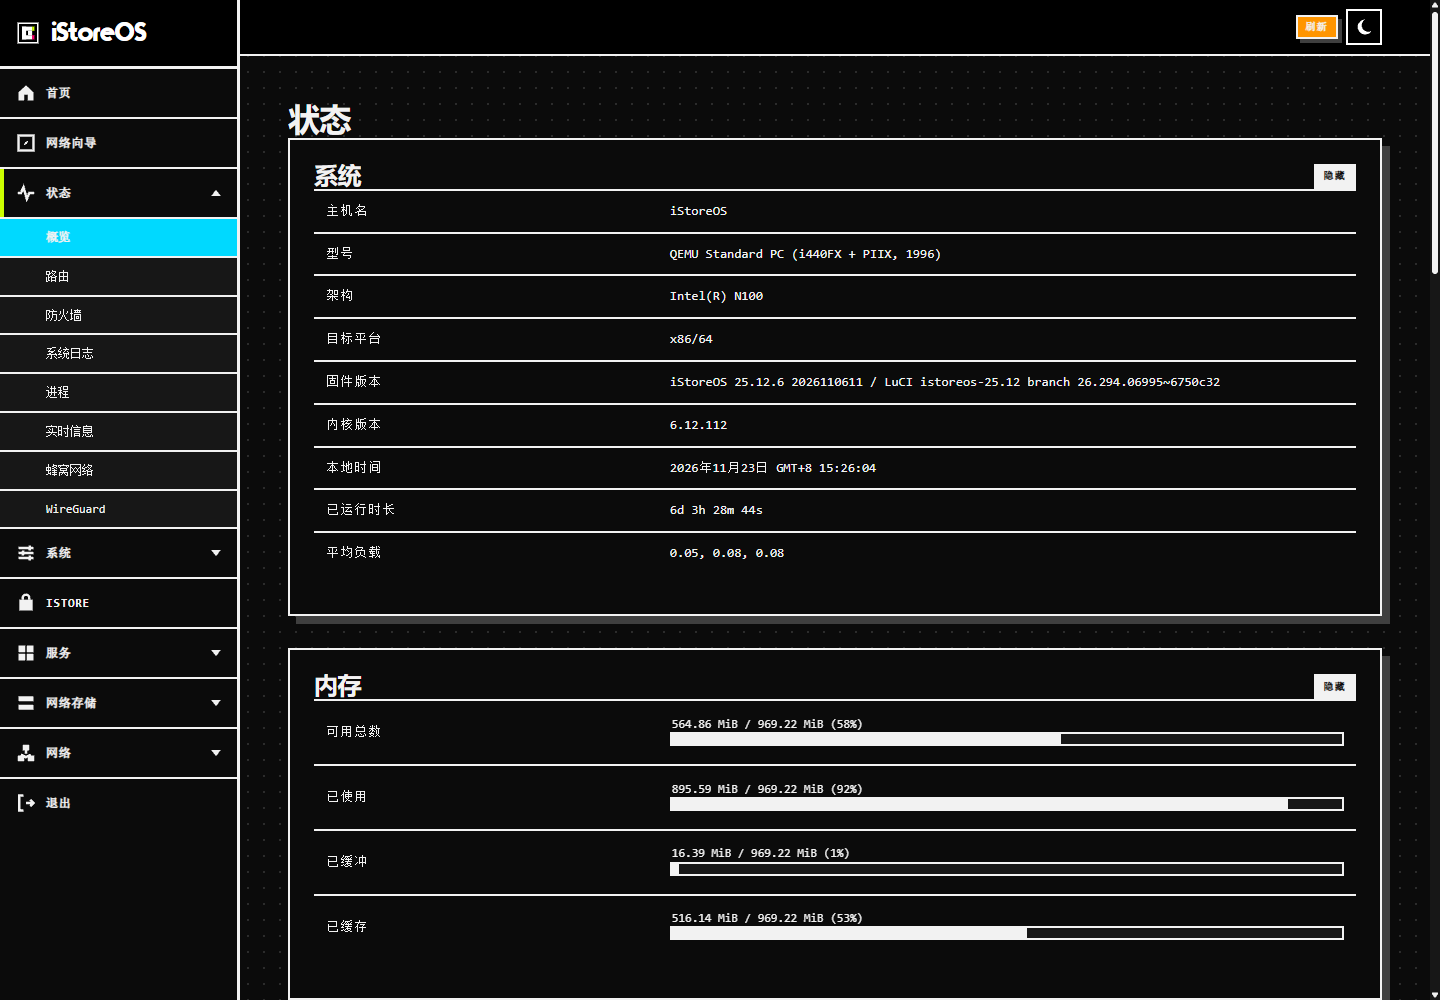 iStoreOS
刷新
首页
网络向导
状态
概览
路由
防火墙
系统日志
进程
实时信息
蜂窝网络
WireGuard
系统
ISTORE
服务
网络存储
网络
退出
状态
系统
隐藏
主机名 iStoreOS
型号 QEMU Standard PC (i440FX + PIIX, 1996)
架构 Intel(R) N100
目标平台 x86/64
固件版本 iStoreOS 25.12.6 2026110611 / LuCI istoreos-25.12 branch 26.294.06995~6750c32
内核版本 6.12.112
本地时间 2026年11月23日 GMT+8 15:26:04
已运行时长 6d 3h 28m 44s
平均负载 0.05, 0.08, 0.08
内存
隐藏
可用总数 564.86 MiB / 969.22 MiB (58%)
已使用 895.59 MiB / 969.22 MiB (92%)
已缓冲 16.39 MiB / 969.22 MiB (1%)
已缓存 516.14 MiB / 969.22 MiB (53%)